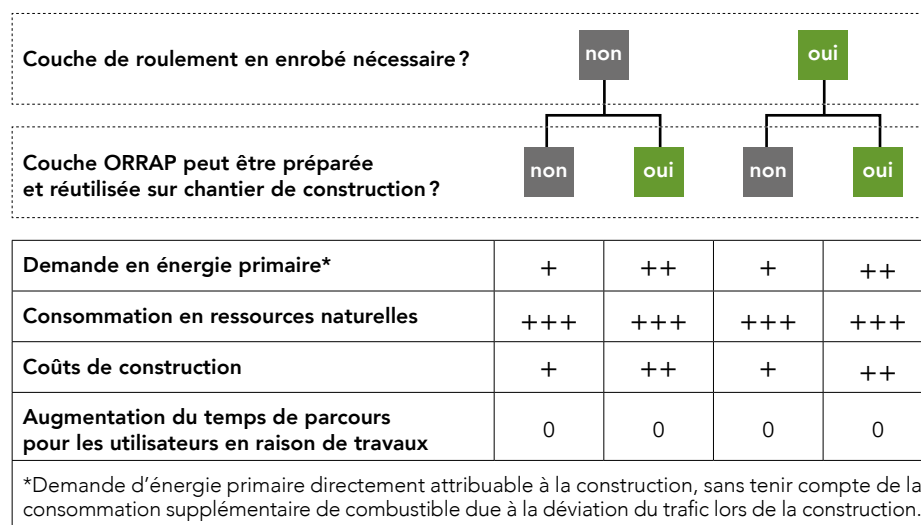 Couche de roulement en enrobé nécessaire ?
non oui
Couche ORRAP peut être préparée
et réutilisée sur chantier de construction ?
non oui non oui
Demande en énergie primaire* + ++ + ++
Consommation en ressources naturelles +++ +++ +++ +++
Coûts de construction + ++ + ++
Augmentation du temps de parcours
pour les utilisateurs en raison de travaux 0 0 0 0
*Demande d’énergie primaire directement attribuable à la construction, sans tenir compte de la
consommation supplémentaire de combustible due à la déviation du trafic lors de la construction.